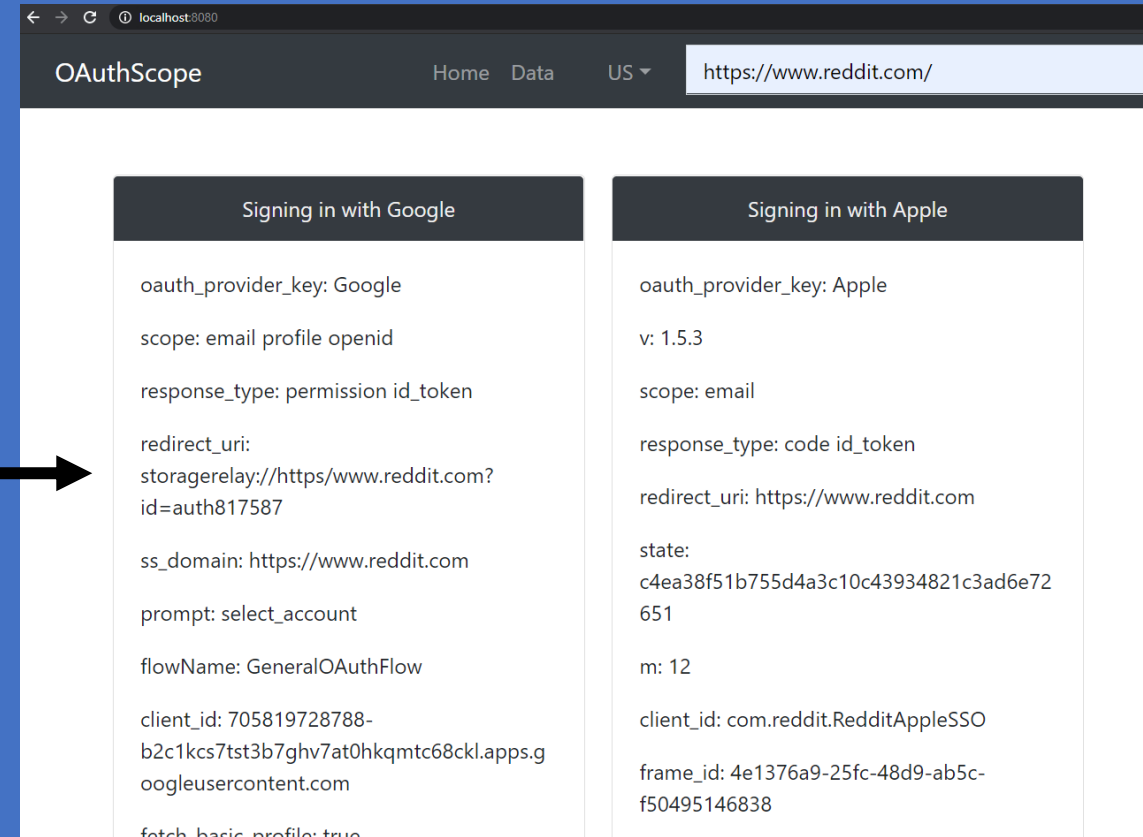 localhost:8080
OAuthScope
Home Data US
https://www.reddit.com/
Signing in with Google
oauth_provider_key: Google
scope: email profile openid
response_type: permission id_token
redirect_uri:
storagerelay://https/www.reddit.com?
id=auth817587
ss_domain: https://www.reddit.com
prompt: select_account
flowName: GeneralOAuthFlow
client_id: 705819728788-
b2c1kcs7tst3b7ghv7at0hkqmtc68ckl.apps.g
oogleusercontent.com
fetch_basic_profile: true
Signing in with Apple
oauth_provider_key: Apple
v: 1.5.3
scope: email
response_type: code id_token
redirect_uri: https://www.reddit.com
state:
c4ea38f51b755d4a3c10c43934821c3ad6e72
651
m: 12
client_id: com.reddit.RedditAppleSSO
frame_id: 4e1376a9-25fc-48d9-ab5c-
f50495146838